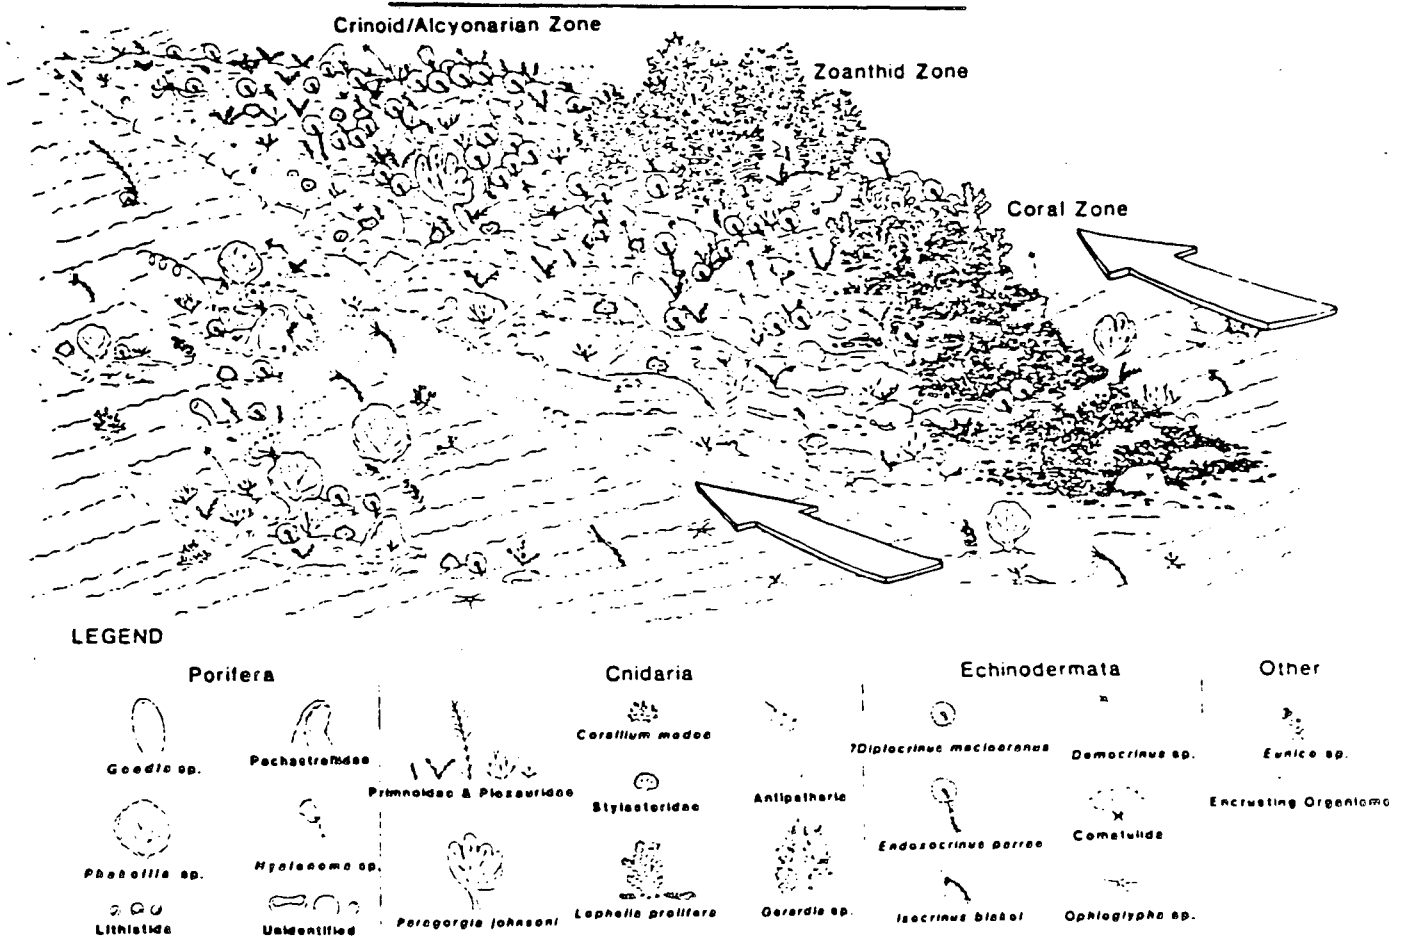 Crinoid/Alcyonarian Zone
Zoanthid Zone
Coral Zone
LEGEND
Porifera
Cnidaria
Echinodermata
Other
Geodia sp.
Pachastrellidae
Primnoidae & Plexauridae
Corallium medea
Stylasteridae
Antipatharia
?Diplocrinus maclearanus
Democrinus sp.
Eunice sp.
Phakellia sp.
Hyalonema sp.
Paragorgia johnsoni
Lophelia prolifera
Gerardia sp.
Endoxocrinus parrae
Comatulida
Encrusting Organisms
Lithistida
Unidentified
Isocrinus blakei
Ophioglypha sp.